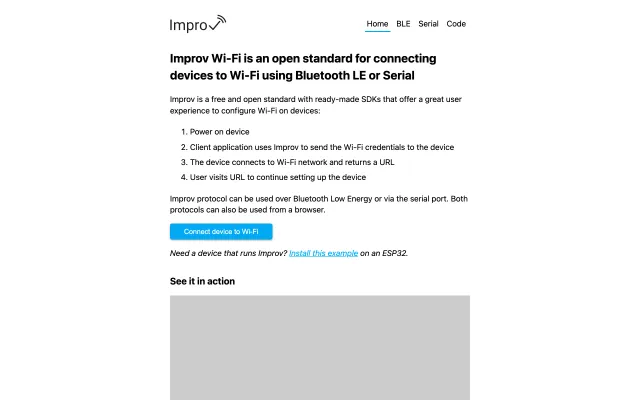 Improv
Home BLE Serial Code
Improv Wi-Fi is an open standard for connecting
devices to Wi-Fi using Bluetooth LE or Serial
Improv is a free and open standard with ready-made SDKs that offer a great user
experience to configure Wi-Fi on devices:
1. Power on device
2. Client application uses Improv to send the Wi-Fi credentials to the device
3. The device connects to Wi-Fi network and returns a URL
4. User visits URL to continue setting up the device
Improv protocol can be used over Bluetooth Low Energy or via the serial port. Both
protocols can also be used from a browser.
Connect device to Wi-Fi
Need a device that runs Improv? Install this example on an ESP32.
See it in action